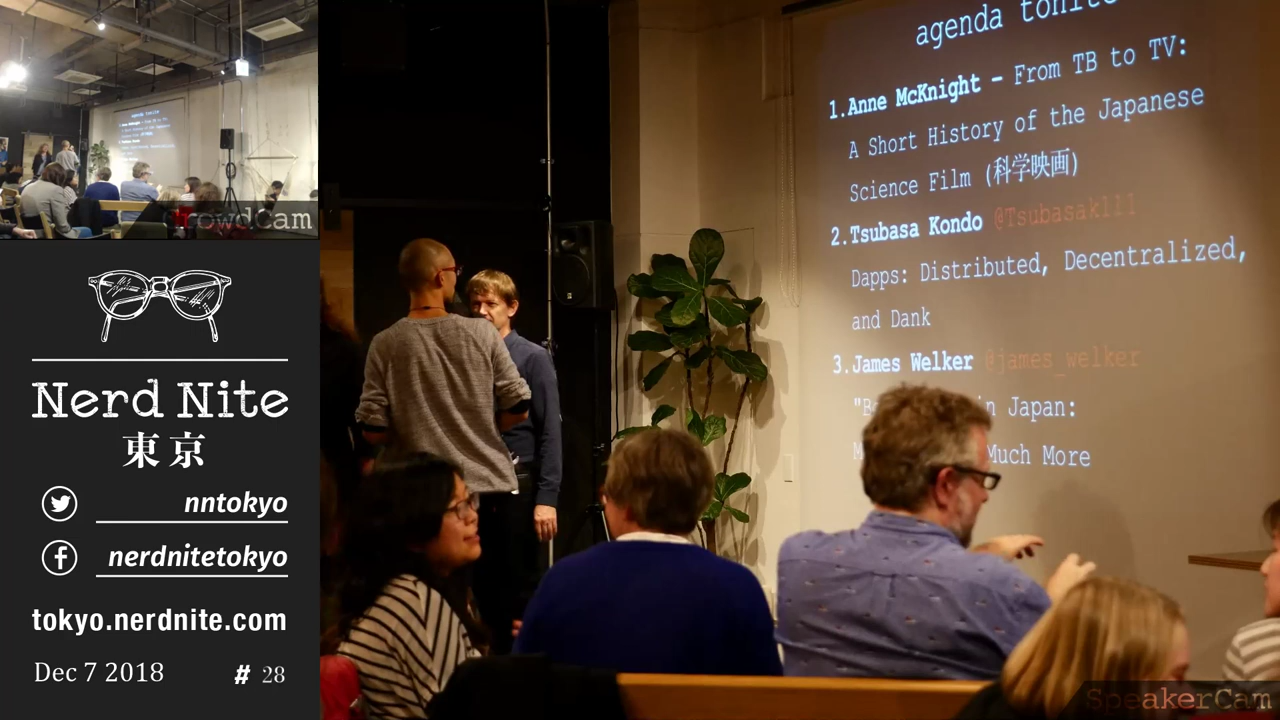 CrowdCam
Nerd Nite
東京
nntokyo
nerdnitetokyo
tokyo.nerdnite.com
Dec 7 2018 # 28
agenda tonite
1.Anne McKnight – From TB to TV:
A Short History of the Japanese
Science Film (科学映画)
2.Tsubasa Kondo @Tsubasak111
Dapps: Distributed, Decentralized,
and Dank
3.James Welker @james_welker
in Japan:
Much More
SpeakerCam